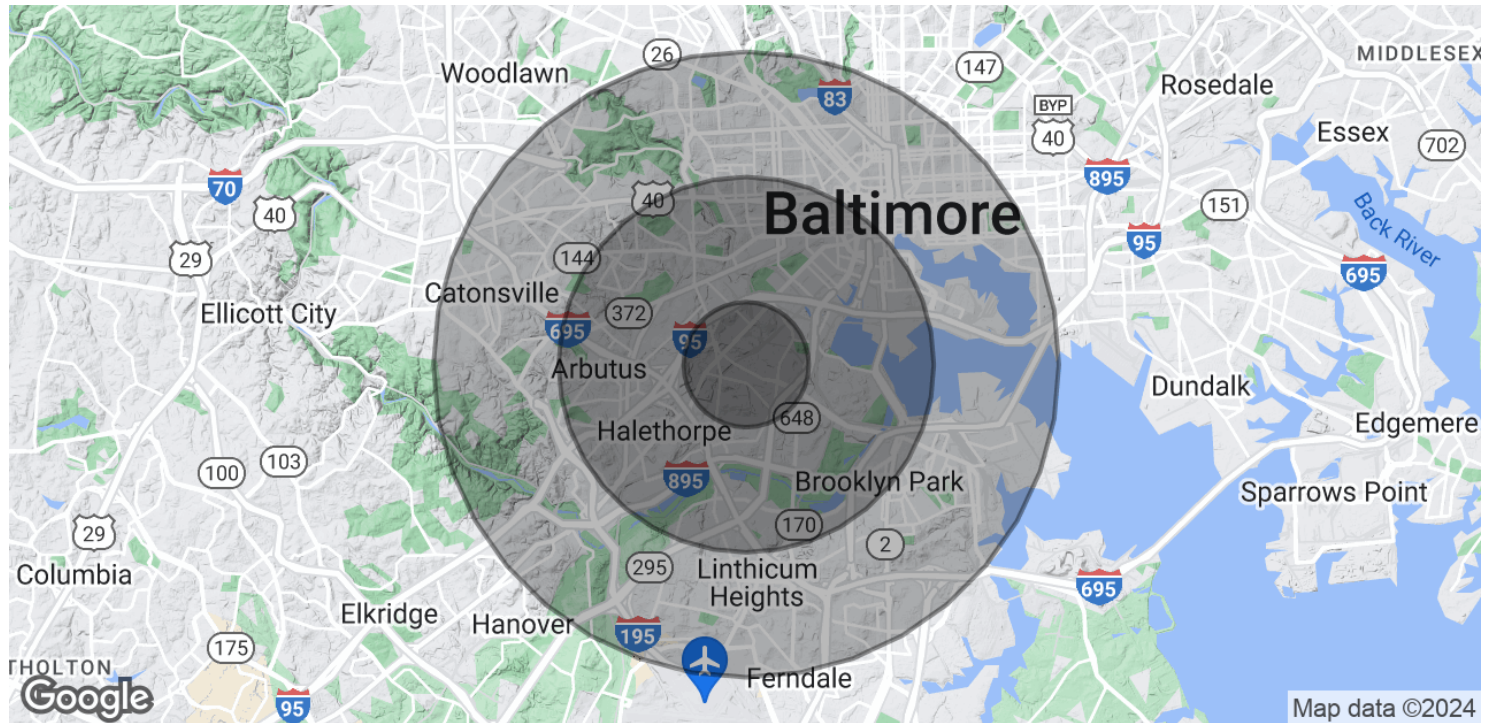 26
147
MIDDLESEX
Woodlawn
83
Rosedale
BYP
40
Essex
702
70
40
40
895
151
Baltimore
95
Back River
29
144
695
Catonsville
372
695
95
Ellicott City
Arbutus
Dundalk
648
Edgemere
Halethorpe
100
103
895
Brooklyn Park
Sparrows Point
29
170
2
295
Linthicum
Heights
Columbia
695
Elkridge
Hanover
195
175
THOLTON
Ferndale
Google
95
Map data ©2024